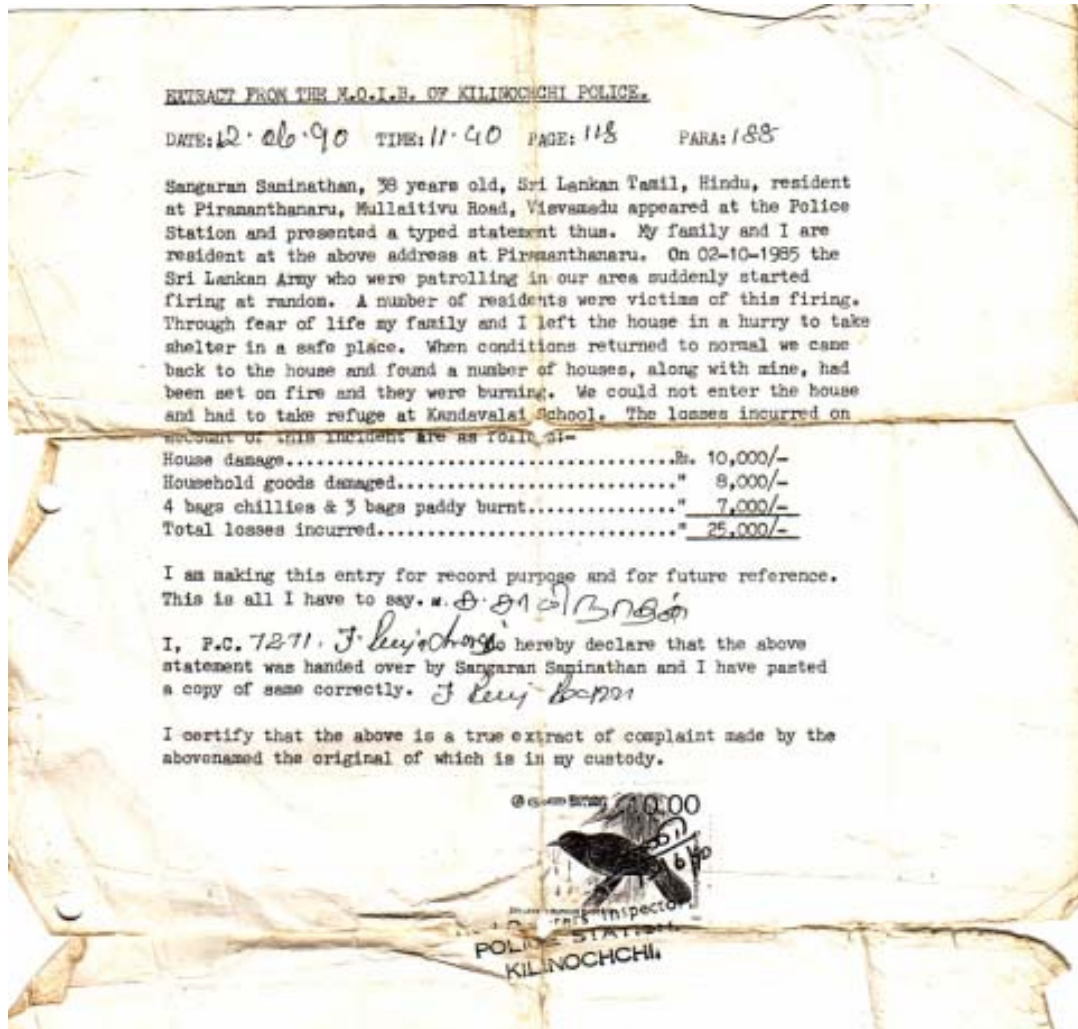 EXTRACT FROM THE M.O.I.B. OF KILINOCHCHI POLICE.
DATE: 12.06.90 TIME: 11.40 PAGE: 118 PARA: 188
Sangaran Saminathan, 38 years old, Sri Lankan Tamil, Hindu, resident
at Piramanthanaru, Mullaitivu Road, Visvamadu appeared at the Police
Station and presented a typed statement thus. My family and I are
resident at the above address at Piramanthanaru. On 02-10-1985 the
Sri Lankan Army who were patrolling in our area suddenly started
firing at random. A number of residents were victims of this firing.
Through fear of life my family and I left the house in a hurry to take
shelter in a safe place. When conditions returned to normal we came
back to the house and found a number of houses, along with mine, had
been set on fire and they were burning. We could not enter the house
and had to take refuge at Kandavalai School. The losses incurred on
account of this incident are as follows:-
House damage.......................................Rs. 10,000/-
Household goods damaged............................" 8,000/-
4 bags chillies & 3 bags paddy burnt..............." 7,000/-
Total losses incurred.............................." 25,000/-
I am making this entry for record purpose and for future reference.
This is all I have to say. சாமிநாதன்
I, P.C. 7271. J. do hereby declare that the above
statement was handed over by Sangaran Saminathan and I have pasted
a copy of same correctly. J
I certify that the above is a true extract of complaint made by the
abovenamed the original of which is in my custody.
10.00
Inspector
POLICE STATION,
KILINOCHCHI.